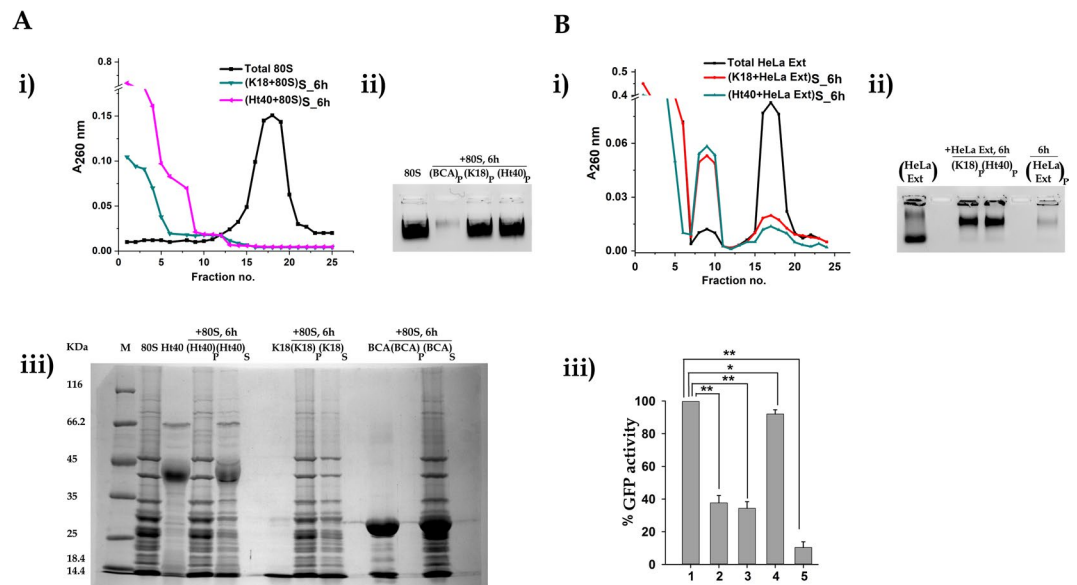 A
B
i)
0.8
0.15
0.10
0.05
0.00
A260 nm
Total 80S
(K18+80S)S_6h
(Ht40+80S)S_6h
0 5 10 15 20 25
Fraction no.
ii)
+80S, 6h
80S (BCA)P (K18)P (Ht40)P
i)
0.5
0.4
0.06
0.03
0.00
A260 nm
Total HeLa Ext
(K18+HeLa Ext)S_6h
(Ht40+HeLa Ext)S_6h
0 5 10 15 20 25
Fraction no.
ii)
+HeLa Ext, 6h 6h
(HeLa Ext) (K18)P (Ht40)P (HeLa Ext)P
iii)
+80S, 6h +80S, 6h +80S, 6h
KDa M 80S Ht40 (Ht40)P (Ht40)S K18 (K18)P (K18)S BCA (BCA)P (BCA)S
116
66.2
45
35
25
18.4
14.4
iii)
**
*
**
**
100
80
60
40
20
0
% GFP activity
1 2 3 4 5